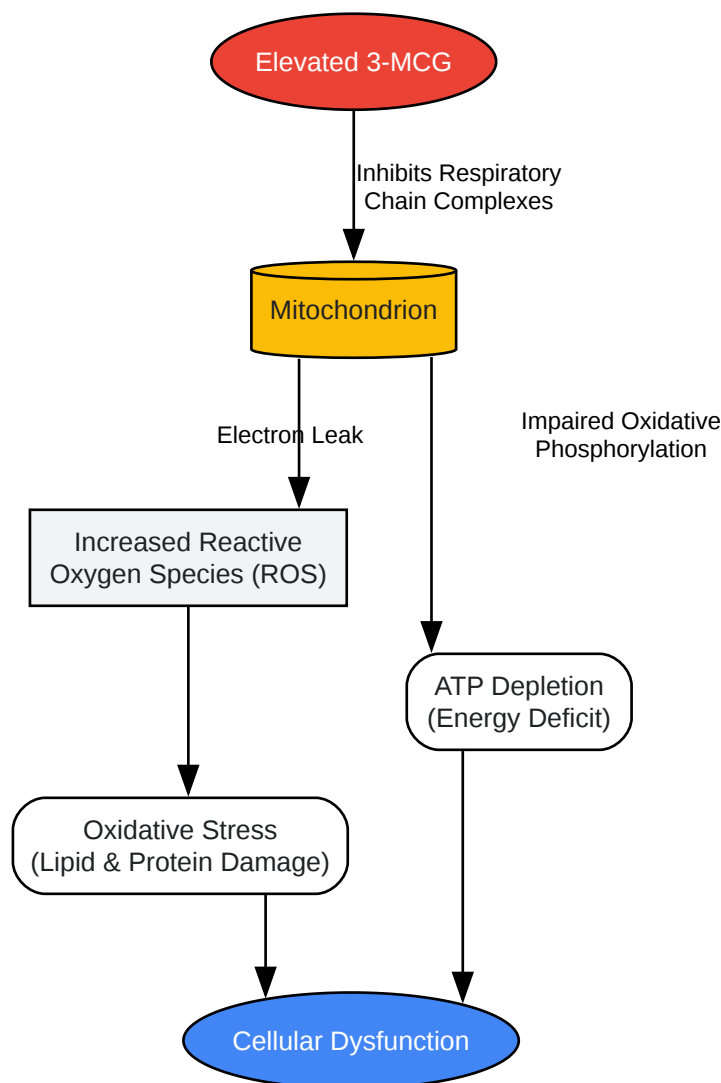 Elevated 3-MCG
Inhibits Respiratory
Chain Complexes
Mitochondrion
Electron Leak
Impaired Oxidative
Phosphorylation
Increased Reactive
Oxygen Species (ROS)
ATP Depletion
(Energy Deficit)
Oxidative Stress
(Lipid & Protein Damage)
Cellular Dysfunction